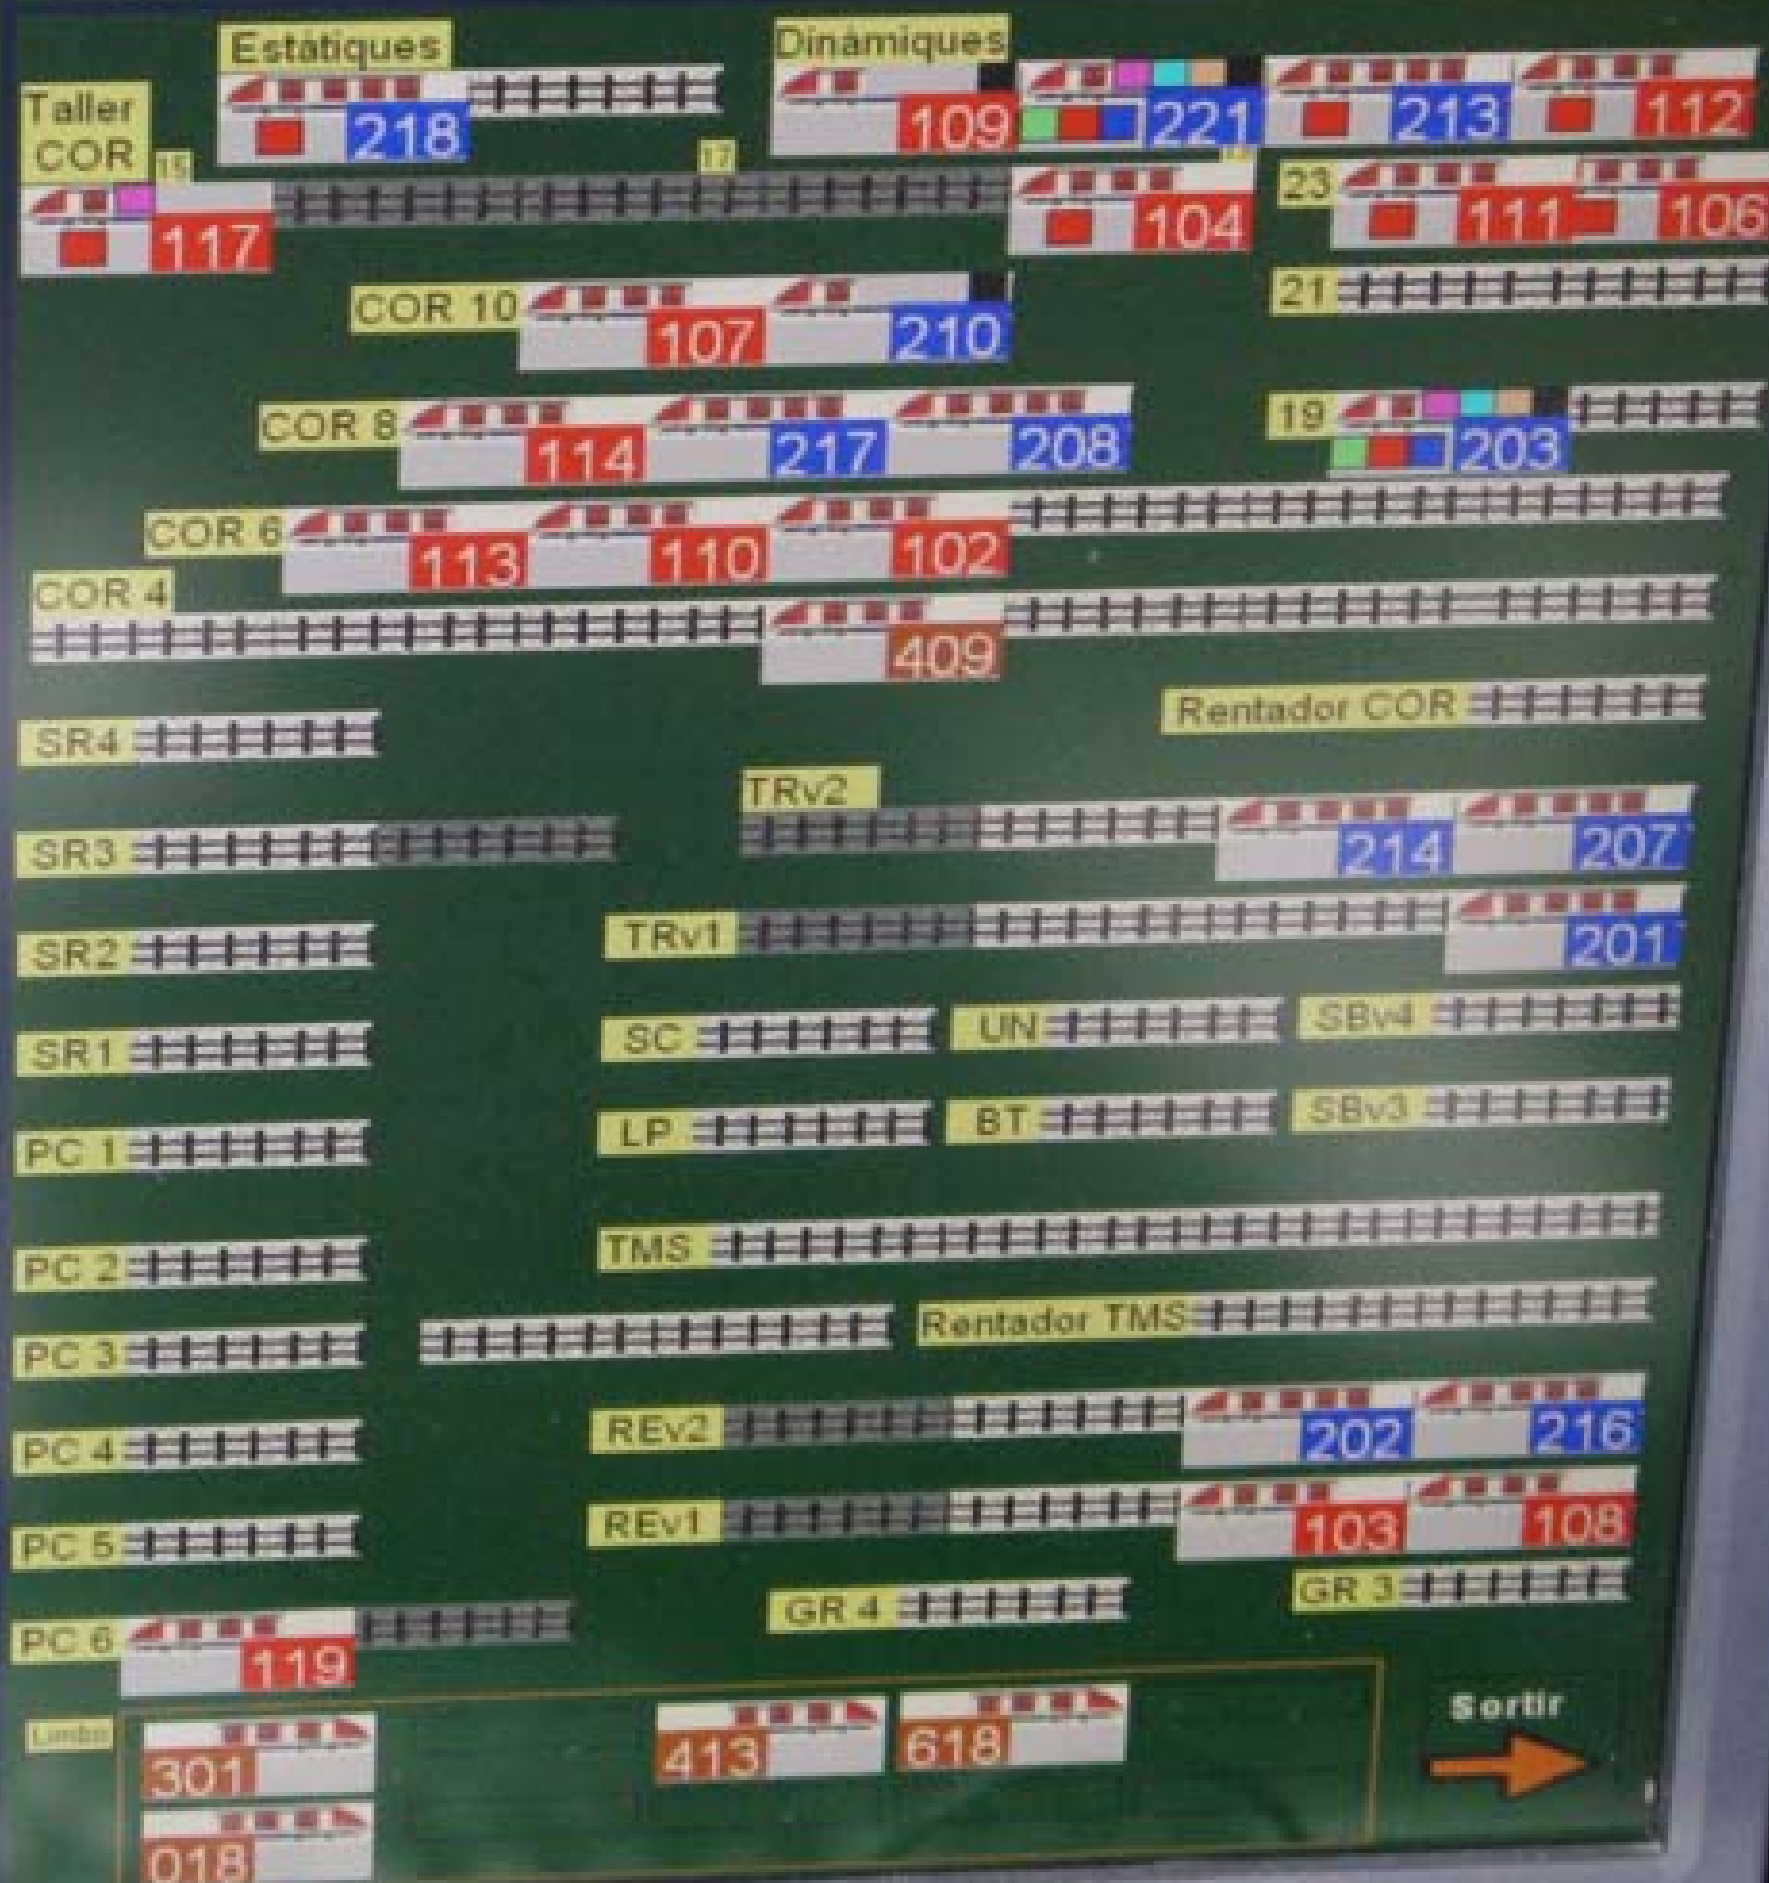 Estàtiques
Dinàmiques
218
109
221
213
112
Taller
COR
15
17
117
104
23
111
106
COR 10
107
210
21
COR 8
114
217
208
19
203
COR 6
113
110
102
COR 4
409
Rentador COR
SR4
TRv2
214
207
SR3
TRv1
201
SR2
SC
UN
SBv4
SR1
LP
BT
SBv3
PC 1
TMS
PC 2
Rentador TMS
PC 3
REv2
202
216
PC 4
REv1
103
108
PC 5
GR 4
GR 3
PC 6
119
Limbo
301
413
618
Sortir
018